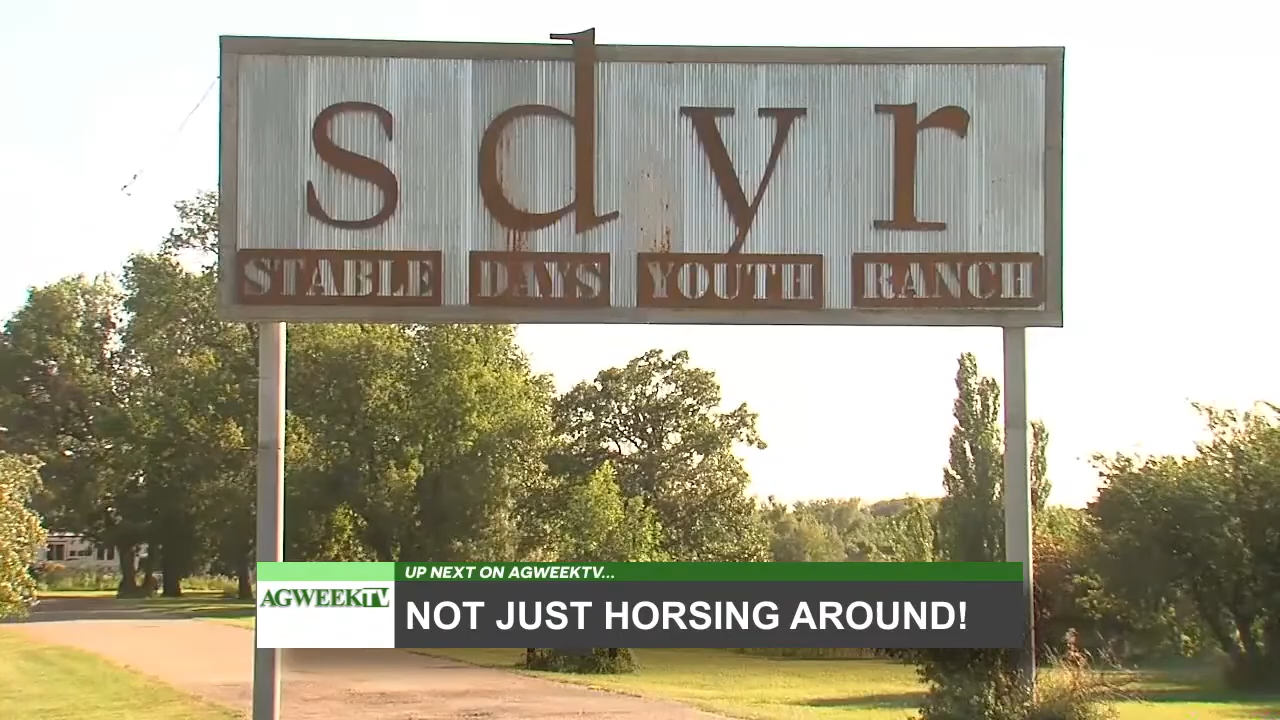 sdyr
STABLE DAYS YOUTH RANCH
UP NEXT ON AGWEEKTV...
AGWEEKTV
NOT JUST HORSING AROUND!